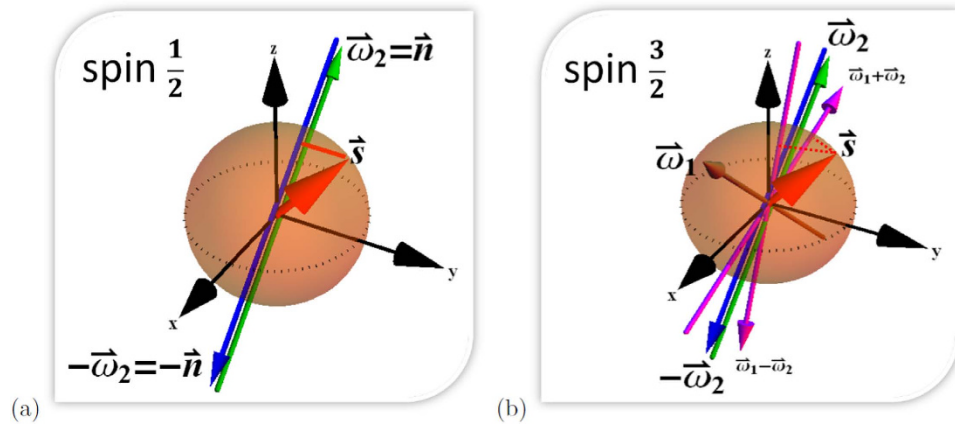 spin 1/2
z
ω⃗₂=n⃗
s⃗
y
x
-ω⃗₂=-n⃗
(a)
spin 3/2
z
ω⃗₂
ω⃗₁+ω⃗₂
ω⃗₁
s⃗
y
x
-ω⃗₂
ω⃗₁-ω⃗₂
(b)